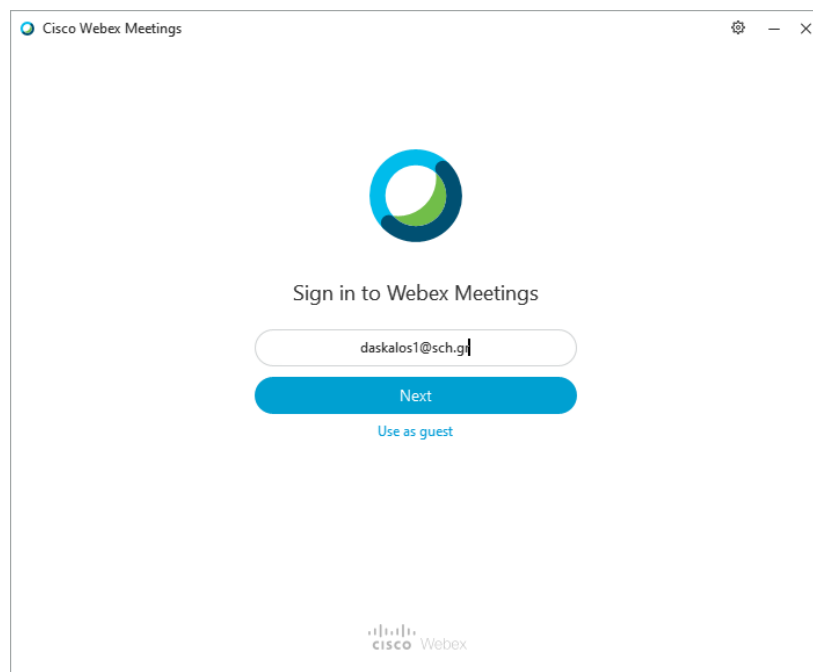 Cisco Webex Meetings
Sign in to Webex Meetings
daskalos1@sch.gr
Next
Use as guest
cisco Webex